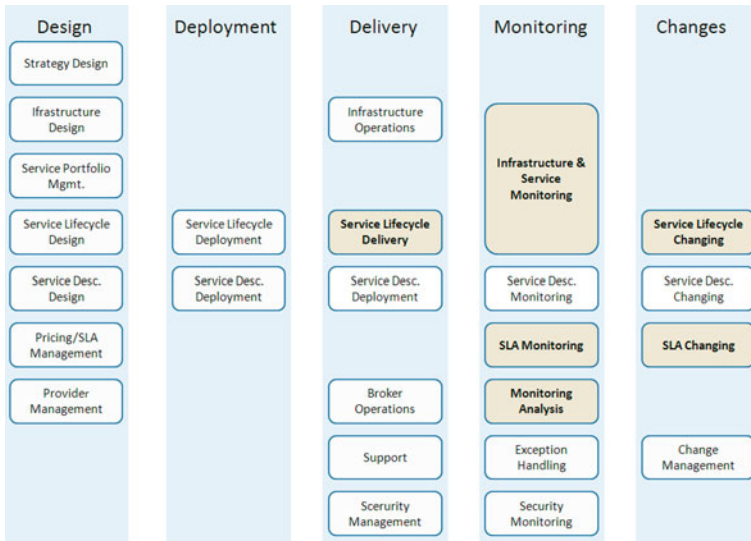 Design
Strategy Design
Ifrastructure
Design
Service Portfolio
Mgmt.
Service Lifecycle
Design
Service Desc.
Design
Pricing/SLA
Management
Provider
Management
Deployment
Service Lifecycle
Deployment
Service Desc.
Deployment
Delivery
Infrastructure
Operations
Service Lifecycle
Delivery
Service Desc.
Deployment
Broker
Operations
Support
Scerurity
Management
Monitoring
Infrastructure &
Service
Monitoring
Service Desc.
Monitoring
SLA Monitoring
Monitoring
Analysis
Exception
Handling
Security
Monitoring
Changes
Service Lifecycle
Changing
Service Desc.
Changing
SLA Changing
Change
Management